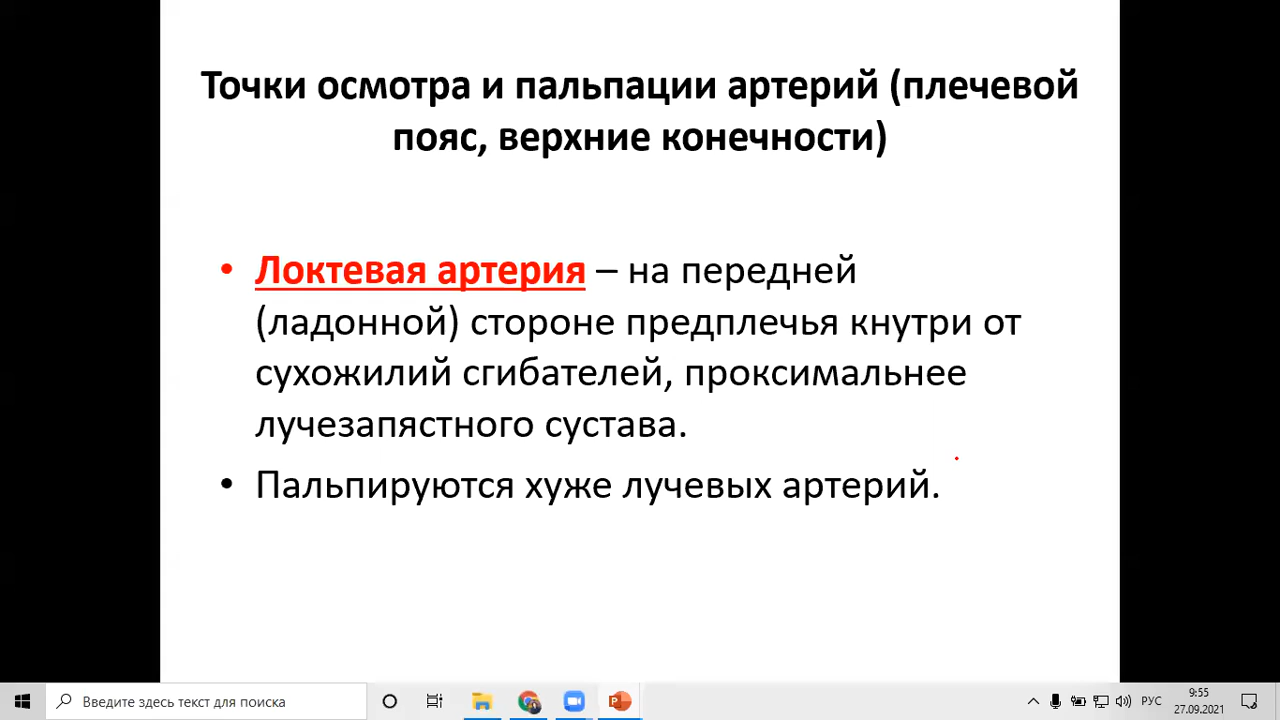 Точки осмотра и пальпации артерий (плечевой
пояс, верхние конечности)
• Локтевая артерия – на передней
(ладонной) стороне предплечья кнутри от
сухожилий сгибателей, проксимальнее
лучезапястного сустава.
• Пальпируются хуже лучевых артерий.
Введите здесь текст для поиска
РУС
9:55
27.09.2021